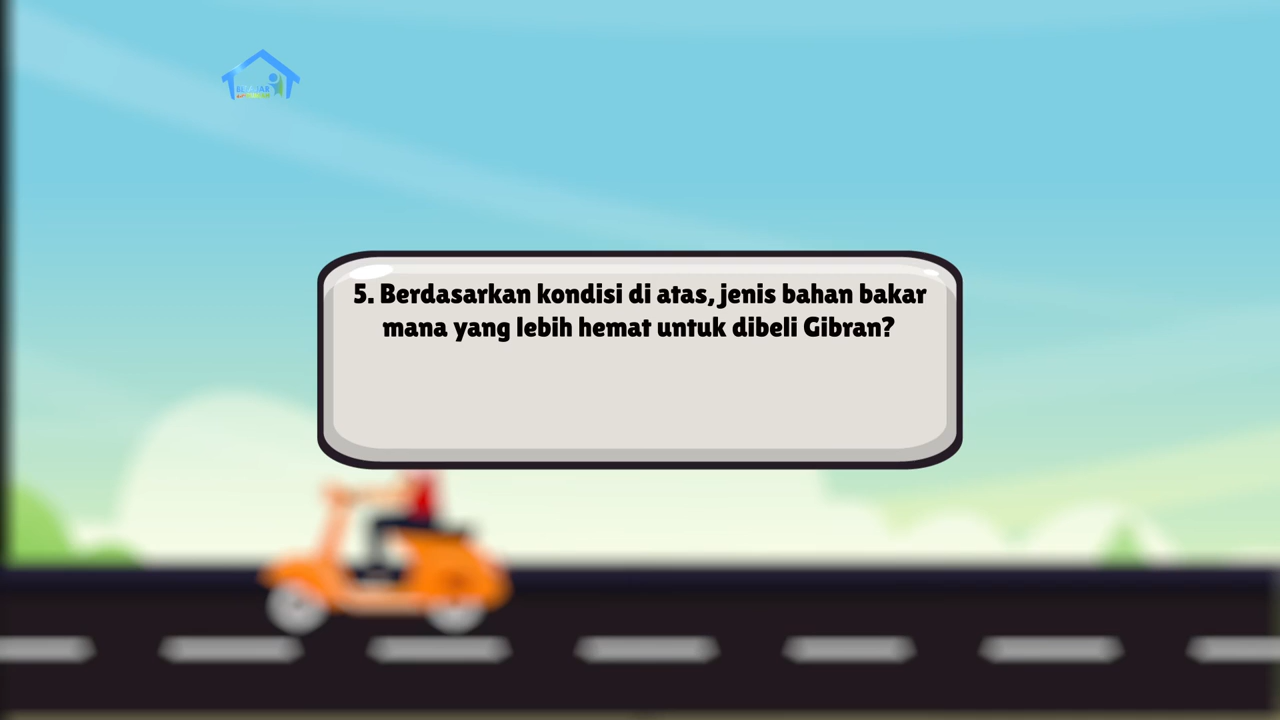 5. Berdasarkan kondisi di atas, jenis bahan bakar
mana yang lebih hemat untuk dibeli Gibran?